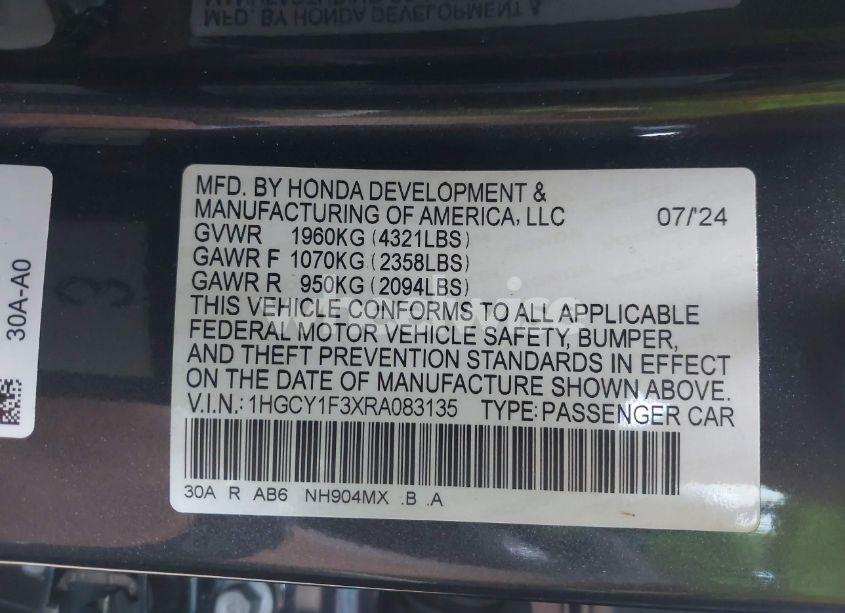 MFD. BY HONDA DEVELOPMENT &
MANUFACTURING OF AMERICA, LLC 07/'24
GVWR 1960KG (4321LBS)
GAWR F 1070KG (2358LBS)
GAWR R 950KG (2094LBS)
THIS VEHICLE CONFORMS TO ALL APPLICABLE
FEDERAL MOTOR VEHICLE SAFETY, BUMPER,
AND THEFT PREVENTION STANDARDS IN EFFECT
ON THE DATE OF MANUFACTURE SHOWN ABOVE.
V.I.N.: 1HGCY1F3XRA083135 TYPE: PASSENGER CAR
30A R AB6 NH904MX .B .A
30A-A0